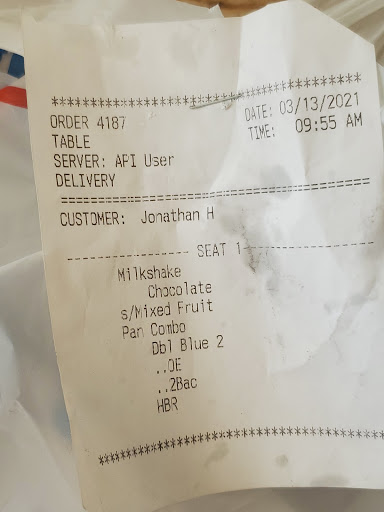 ****************************************
ORDER 4187 DATE: 03/13/2021
TABLE TIME: 09:55 AM
SERVER: API User
DELIVERY
========================================
CUSTOMER: Jonathan H
---------------- SEAT 1----------------
Milkshake
Chocolate
s/Mixed Fruit
Pan Combo
Dbl Blue 2
..OE
..2Bac
HBR
****************************************